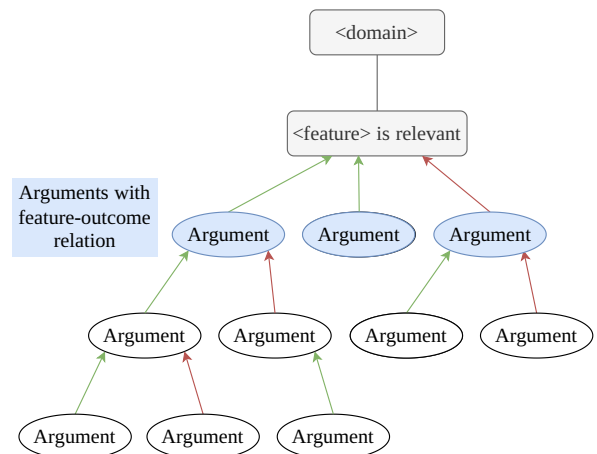 <domain>
<feature> is relevant
Arguments with
feature-outcome
relation
Argument
Argument
Argument
Argument
Argument
Argument
Argument
Argument
Argument
Argument